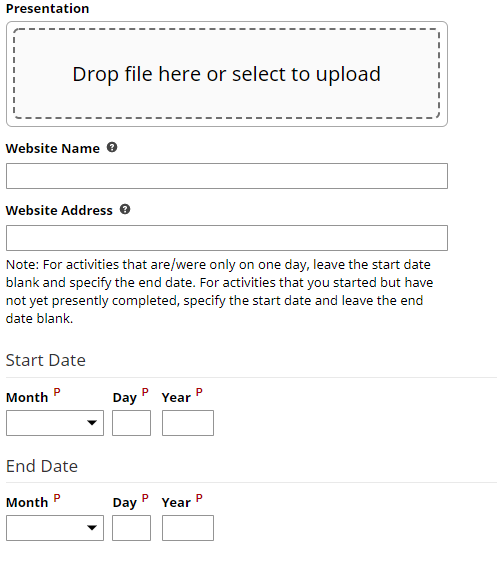 Presentation
Drop file here or select to upload
Website Name ?
Website Address ?
Note: For activities that are/were only on one day, leave the start date
blank and specify the end date. For activities that you started but have
not yet presently completed, specify the start date and leave the end
date blank.
Start Date
Month P Day P Year P
End Date
Month P Day P Year P